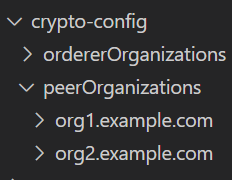 crypto-config
ordererOrganizations
peerOrganizations
org1.example.com
org2.example.com